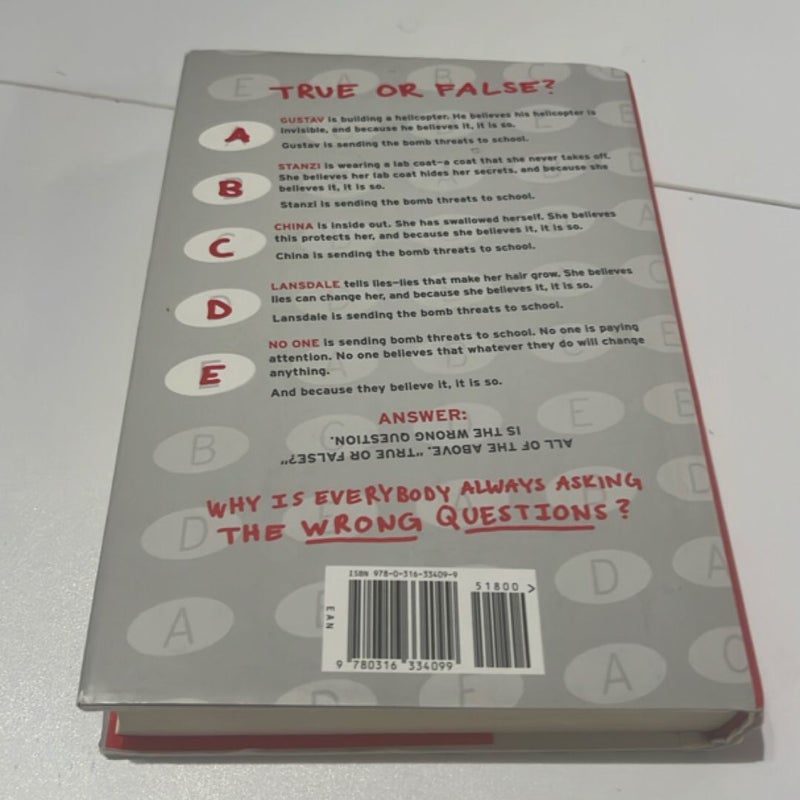 TRUE OR FALSE?
A
GUSTAV is building a helicopter. He believes his helicopter is
invisible, and because he believes it, it is so.
Gustav is sending the bomb threats to school.
B
STANZI is wearing a lab coat—a coat that she never takes off.
She believes her lab coat hides her secrets, and because she
believes it, it is so.
Stanzi is sending the bomb threats to school.
C
CHINA is inside out. She has swallowed herself. She believes
this protects her, and because she believes it, it is so.
China is sending the bomb threats to school.
D
LANSDALE tells lies—lies that make her hair grow. She believes
lies can change her, and because she believes it, it is so.
Lansdale is sending the bomb threats to school.
E
NO ONE is sending bomb threats to school. No one is paying
attention. No one believes that whatever they do will change
anything.
And because they believe it, it is so.
ANSWER:
ALL OF THE ABOVE. "TRUE OR FALSE?"
IS THE WRONG QUESTION.
WHY IS EVERYBODY ALWAYS ASKING
THE WRONG QUESTIONS?
ISBN 978-0-316-33409-9
51800 >
EAN
9 780316 334099